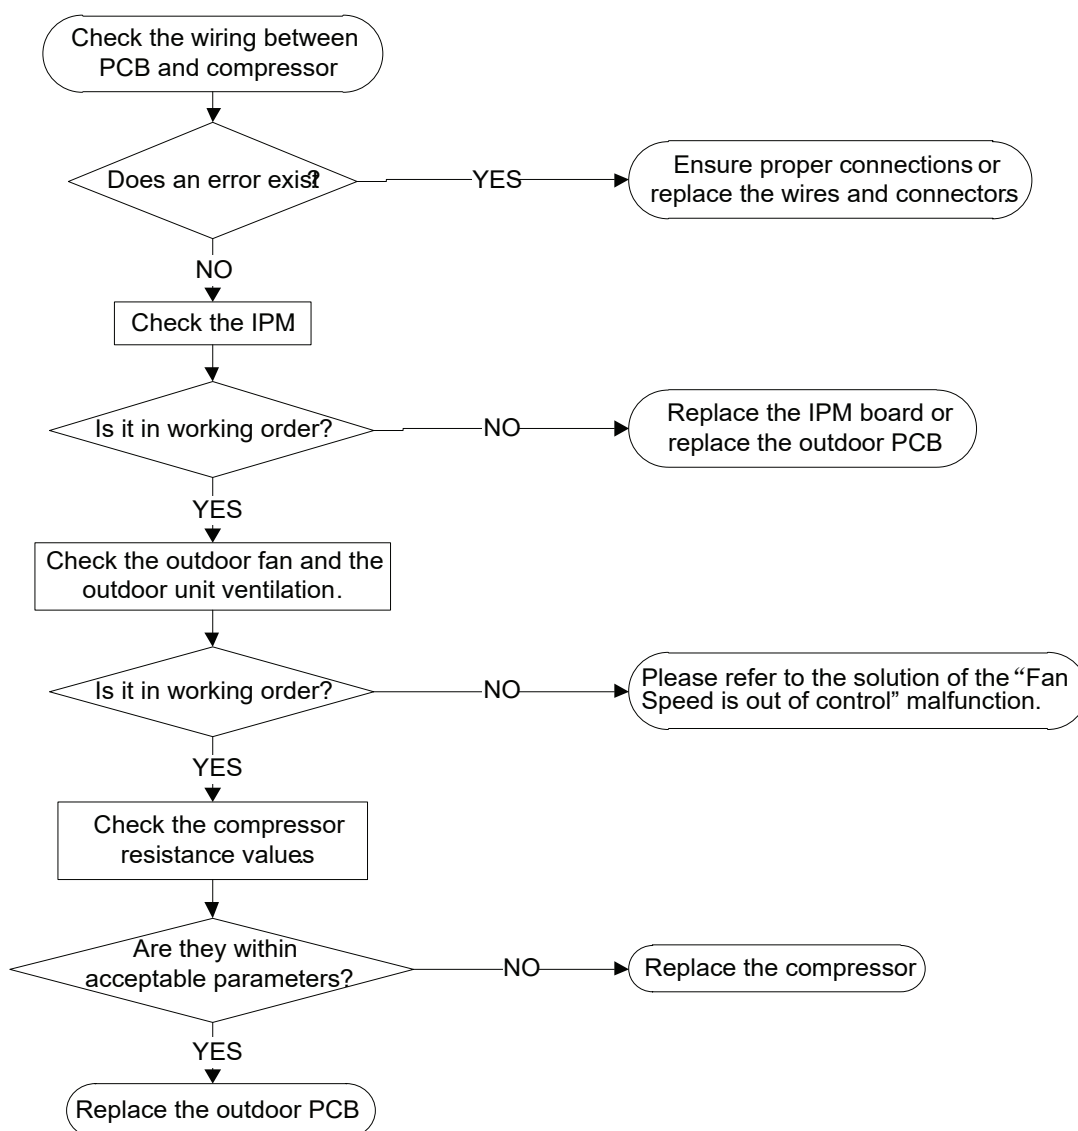 Check the wiring between
PCB and compressor
Does an error exist?
YES
Ensure proper connections or
replace the wires and connectors
NO
Check the IPM
Is it in working order?
NO
Replace the IPM board or
replace the outdoor PCB
YES
Check the outdoor fan and the
outdoor unit ventilation.
Is it in working order?
NO
Please refer to the solution of the “Fan
Speed is out of control” malfunction.
YES
Check the compressor
resistance values
Are they within
acceptable parameters?
NO
Replace the compressor
YES
Replace the outdoor PCB